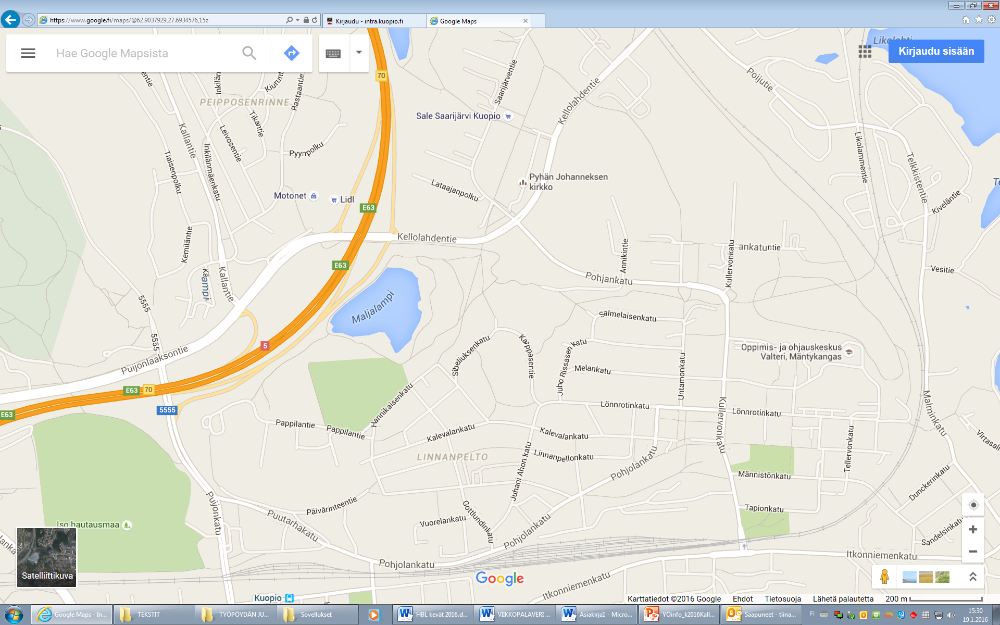 https://www.google.fi/maps/@62.9037929,27.6934576,15z
Kirjaudu - intra.kuopio.fi
Google Maps
Hae Google Mapsista
Kirjaudu sisään
Likolahti
70
Kiurunt
entie
Inkilän
Rastaantie
PEIPPOSENRINNE
Saarijärventie
Kellolahdentie
Poijutie
Sale Saarijärvi Kuopio
Tikantie
Kallantie
Leivosentie
Pyynpolku
Inkilänmäenkatu
Tiaisenpolku
Likolammentie
Telkkistentie
Pyhän Johanneksen
kirkko
Lataajanpolku
Motonet
Lidl
Kiveläntie
E63
Kellolahdentie
Kemiläntie
Annikintie
Kullervonkatu
ankatuntie
E63
Vesitie
Käämpi
Kallantie
Pohjankatu
5555
Maljalampi
Salmelaisenkatu
5555
5
Sibeliuksenkatu
Karppasentie
Juho Rissasen katu
Oppimis- ja ohjauskeskus
Valteri, Mäntykangas
Puijonlaaksontie
Melankatu
Untamonkatu
E63
70
Hannikaisenkatu
Malminkatu
5555
E63
Lönnrotinkatu
Kullervonkatu
Lönnrotinkatu
Pappilantie
Pappilantie
Kalevalankatu
Kalevalankatu
Virtasal
Tellervonkatu
LINNANPELTO
Linnanpellonkatu
Juhani Ahon katu
Pohjolankatu
Männistönkatu
Dunckerinkatu
Puijonkatu
Päivärinteentie
Puutarhakatu
Gottlundinkatu
Vuorelankatu
Tapionkatu
Iso hautausmaa
Pohjolankatu
Sandelsinkatu
Pohjolankatu
Itkonniemenkatu
Satelliittikuva
Google
Itkonniemenkatu
Kuopio
Karttatiedot ©2016 Google Ehdot Tietosuoja Lähetä palautetta 200 m
Google Maps - In... TEKSTIT TYÖPÖYDÄN JU... Sovellukset HBL kevät 2016.d... VIIKKOPALAVERI ... Asiakirja1 - Micro... YOinfo_k2016Kall... Saapuneet - tiina... FI 15:30
19.1.2016